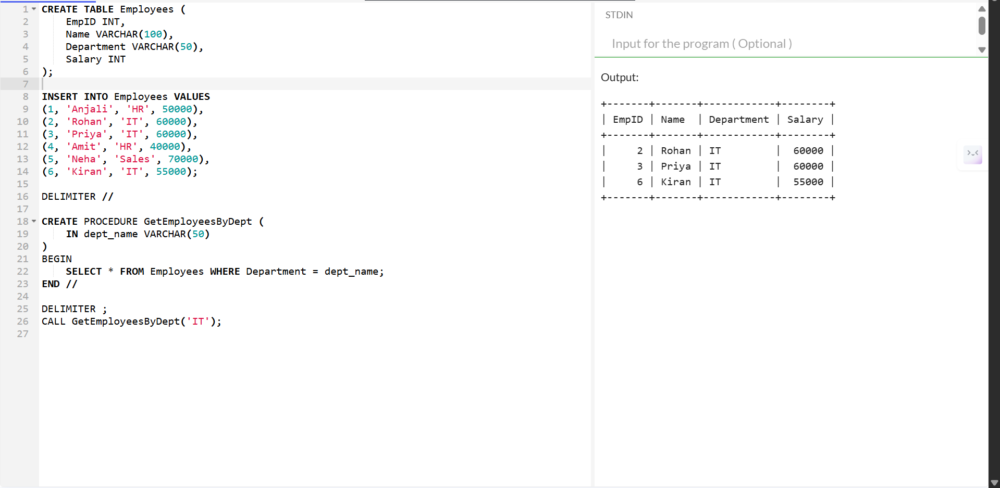 1 CREATE TABLE Employees (
2     EmpID INT,
3     Name VARCHAR(100),
4     Department VARCHAR(50),
5     Salary INT
6 );
7
8 INSERT INTO Employees VALUES
9 (1, 'Anjali', 'HR', 50000),
10 (2, 'Rohan', 'IT', 60000),
11 (3, 'Priya', 'IT', 60000),
12 (4, 'Amit', 'HR', 40000),
13 (5, 'Neha', 'Sales', 70000),
14 (6, 'Kiran', 'IT', 55000);
15
16 DELIMITER //
17
18 CREATE PROCEDURE GetEmployeesByDept (
19     IN dept_name VARCHAR(50)
20 )
21 BEGIN
22     SELECT * FROM Employees WHERE Department = dept_name;
23 END //
24
25 DELIMITER ;
26 CALL GetEmployeesByDept('IT');
27
STDIN
Input for the program ( Optional )
Output:
+-------+-------+------------+--------+
| EmpID | Name  | Department | Salary |
+-------+-------+------------+--------+
|     2 | Rohan | IT         |  60000 |
|     3 | Priya | IT         |  60000 |
|     6 | Kiran | IT         |  55000 |
+-------+-------+------------+--------+